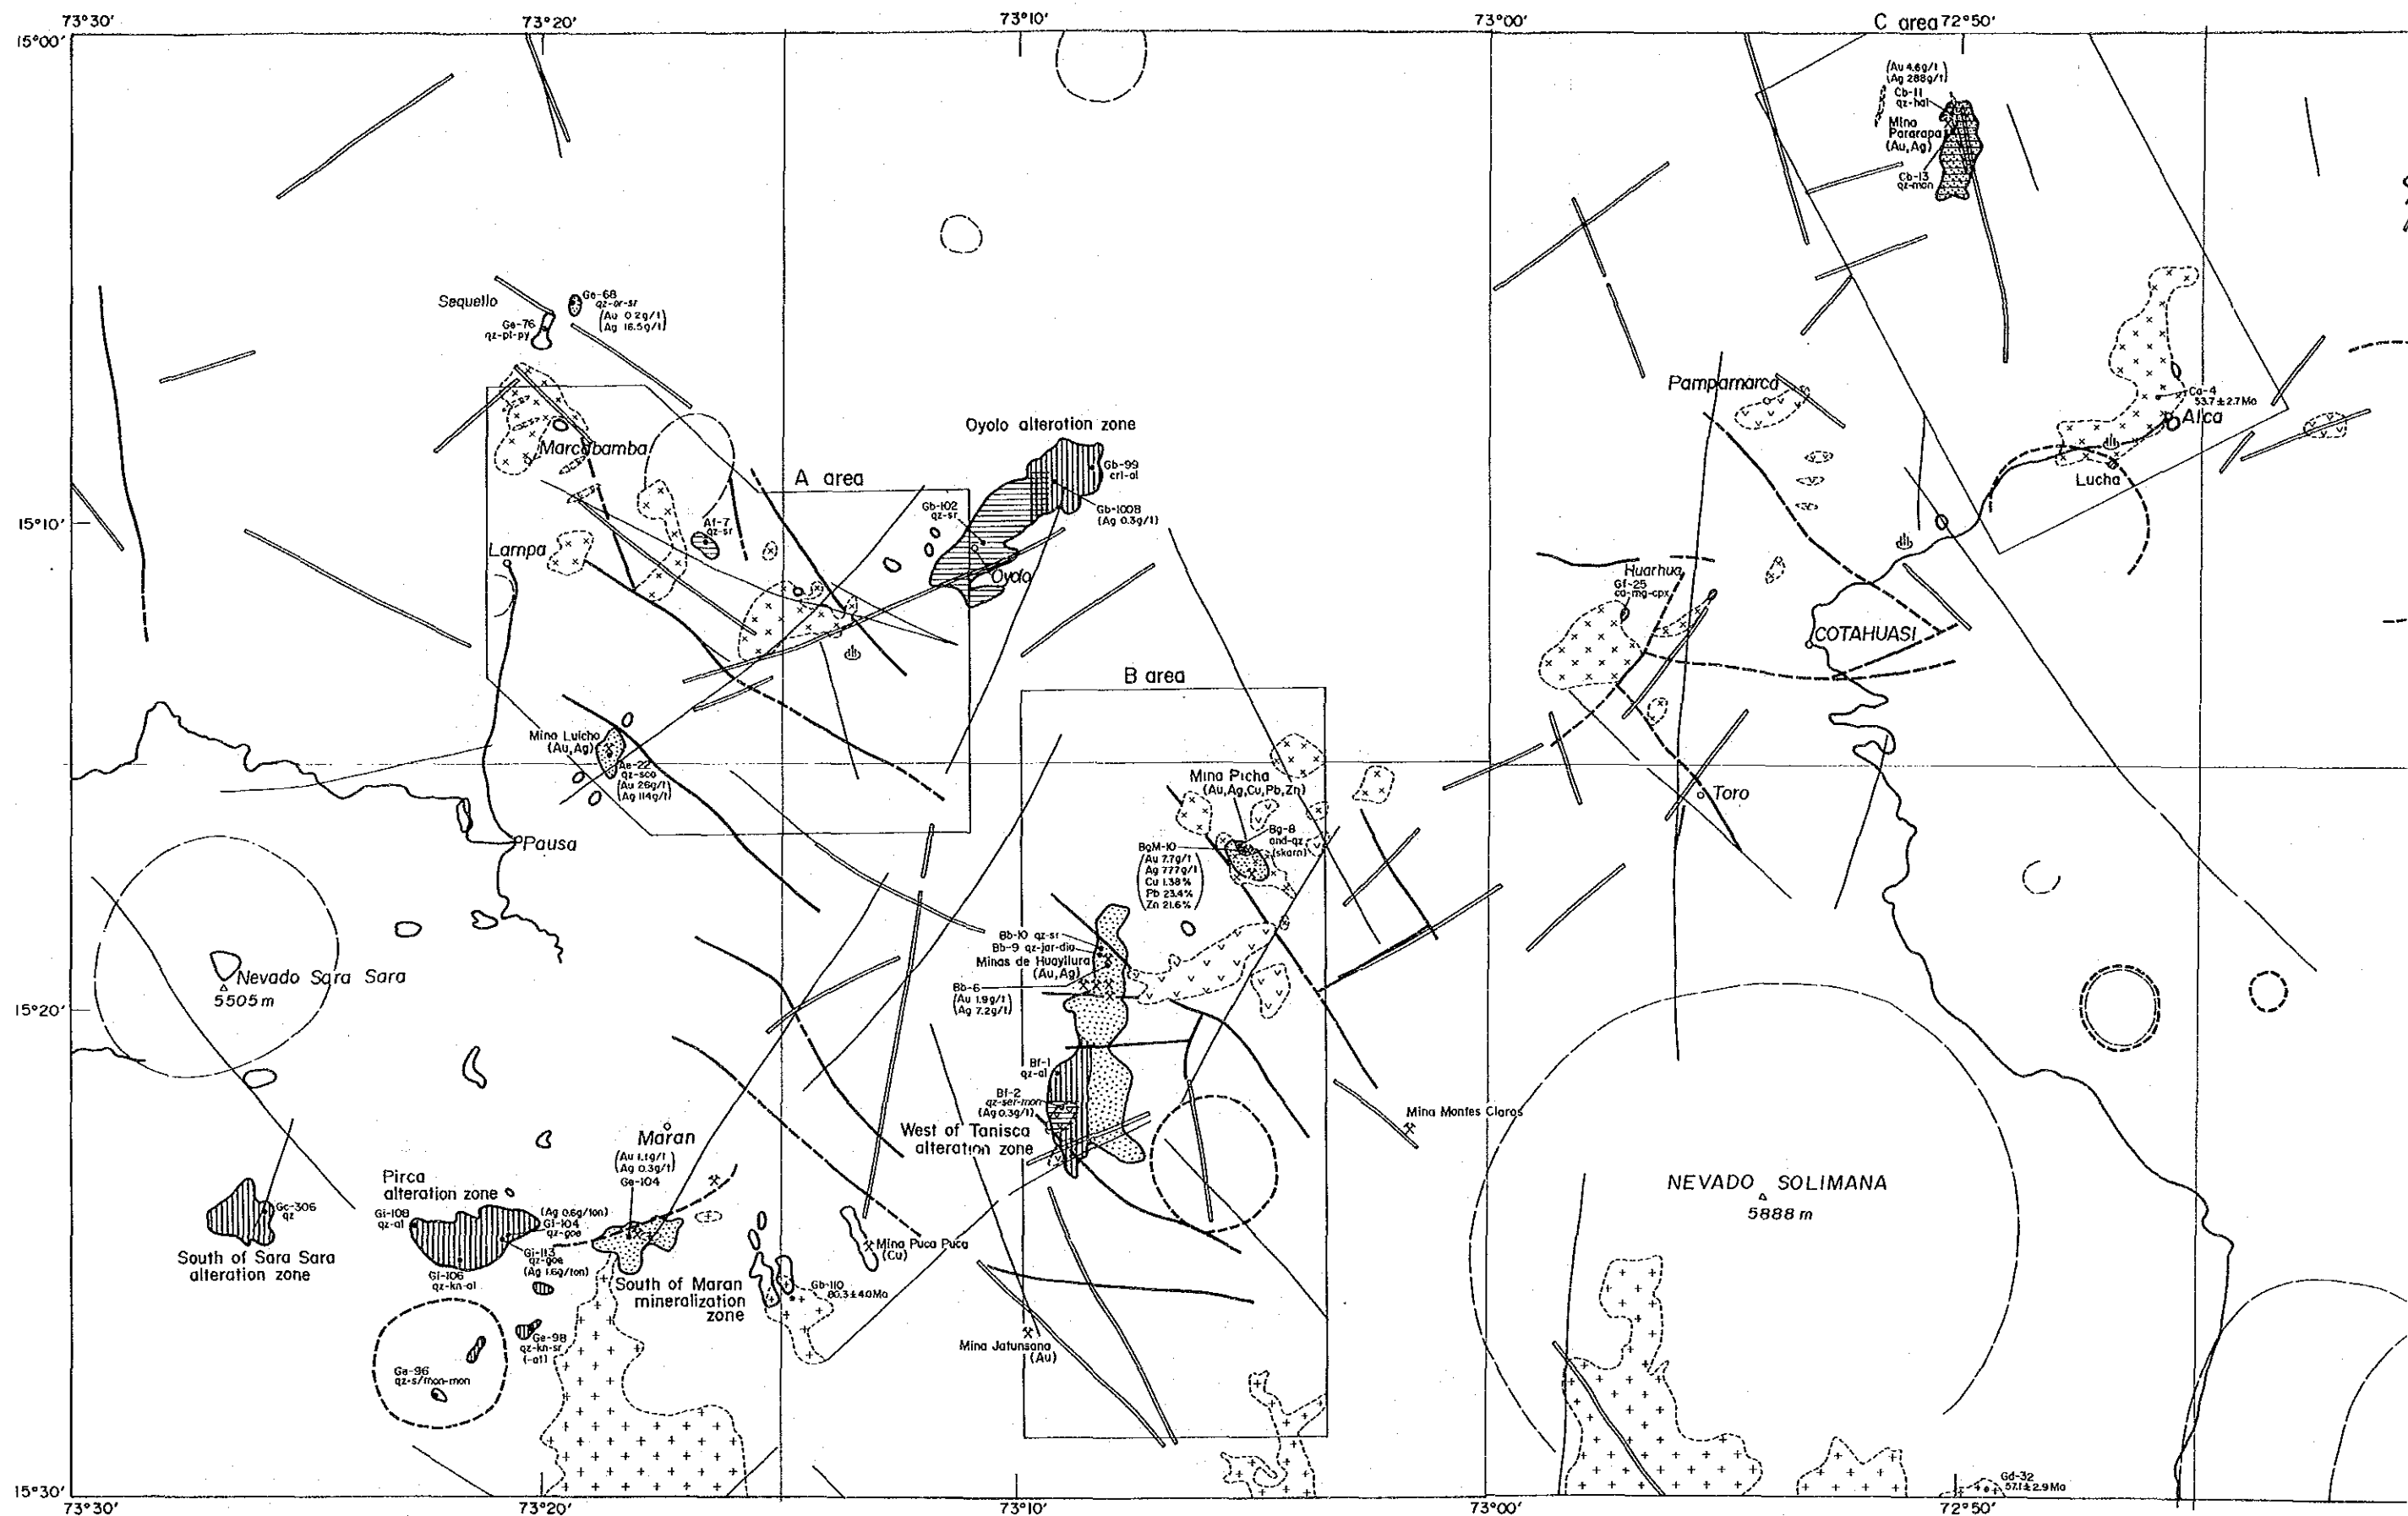 73°30'
73°20'
73°10'
73°00'
C area
72°50'
15°00'
(Au 4.6g/t)
(Ag 288g/t)
Cb-11
qz-hal
Mina
Pararapa
(Au,Ag)
Cb-13
qz-mon
Sequello
Ge-68
qz-or-sr
(Au 0.2g/t)
(Ag 16.5g/t)
Ge-76
qz-pl-py
Pampamarca
Ca-4
53.7±2.7Ma
Alca
Lucha
Marcabamba
Oyolo alteration zone
A area
Gb-99
cri-al
Gb-102
qz-sr
Gb-100B
(Ag 0.3g/t)
Af-7
qz-sr
15°10'
Lampa
Oyolo
Huarhua
Gf-25
ca-mg-cpx
COTAHUASI
B area
Mina Luicho
(Au,Ag)
Ae-22
qz-sco
(Au 26g/t)
(Ag 114g/t)
Mina Picha
(Au,Ag,Cu,Pb,Zn)
Toro
Pausa
Bg-8
and-qz
(skarn)
BgM-10
(Au 7.7g/t
Ag 777g/t
Cu 1.38%
Pb 23.4%
Zn 21.6%)
Bb-10 qz-sr
Bb-9 qz-jar-dia
Minas de Huayllura
(Au,Ag)
Bb-6
(Au 1.9g/t)
(Ag 7.2g/t)
Nevado Sara Sara
5505 m
15°20'
Bf-1
qz-al
Bf-2
qz-ser-mon
(Ag 0.3g/t)
West of Tanisca
alteration zone
Mina Montes Claros
Maran
(Au 1.1g/t)
(Ag 0.3g/t)
Ge-104
Pirca
alteration zone
NEVADO SOLIMANA
5888 m
Gc-306
qz
Gi-108
qz-al
(Ag 0.6g/ton)
Gi-104
qz-goe
Gi-113
qz-goe
(Ag 1.6g/ton)
Gi-106
qz-kn-al
South of Sara Sara
alteration zone
Mina Puca Puca
(Cu)
South of Maran
mineralization
zone
Gb-110
80.3±4.0Ma
Ge-98
qz-kn-sr
(-al)
Ge-96
qz-s/mon-mon
Mina Jatunsana
(Au)
Gd-32
57.1±2.9Ma
15°30'
73°30'
73°20'
73°10'
73°00'
72°50'